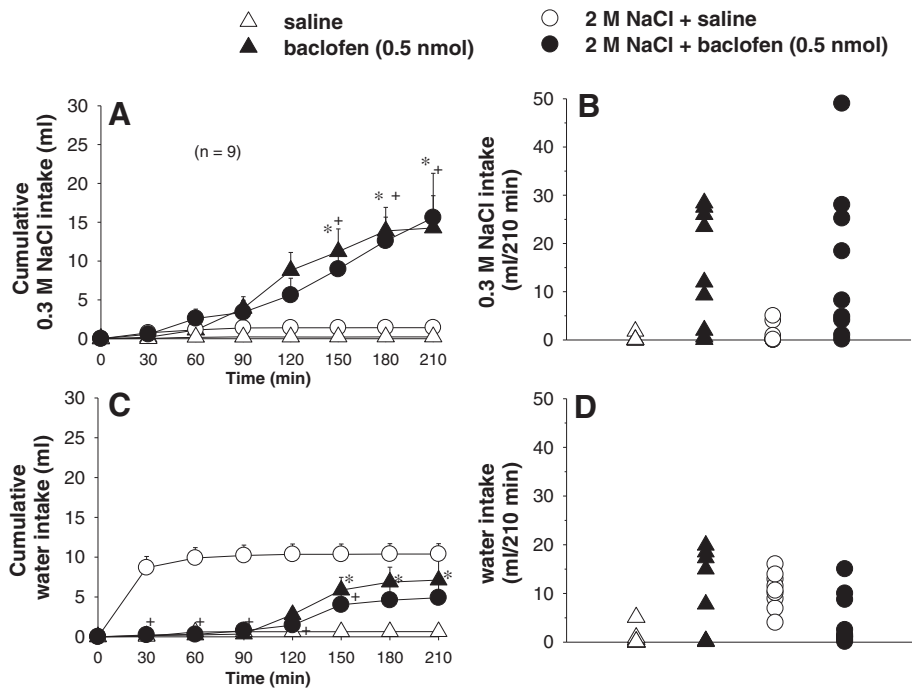 saline
baclofen (0.5 nmol)
2 M NaCl + saline
2 M NaCl + baclofen (0.5 nmol)
A
Cumulative
0.3 M NaCl intake (ml)
30
25
20
15
10
5
0
(n = 9)
* +
* +
* +
0 30 60 90 120 150 180 210
Time (min)
B
0.3 M NaCl intake
(ml/210 min)
50
40
30
20
10
0
C
Cumulative
water intake (ml)
30
25
20
15
10
5
0
+ + + + * + * *
0 30 60 90 120 150 180 210
Time (min)
D
water intake
(ml/210 min)
50
40
30
20
10
0